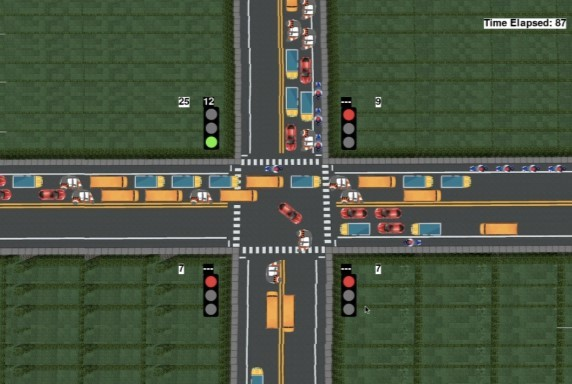 Time Elapsed: 87
25 12
--- 9
7 ---
--- 7